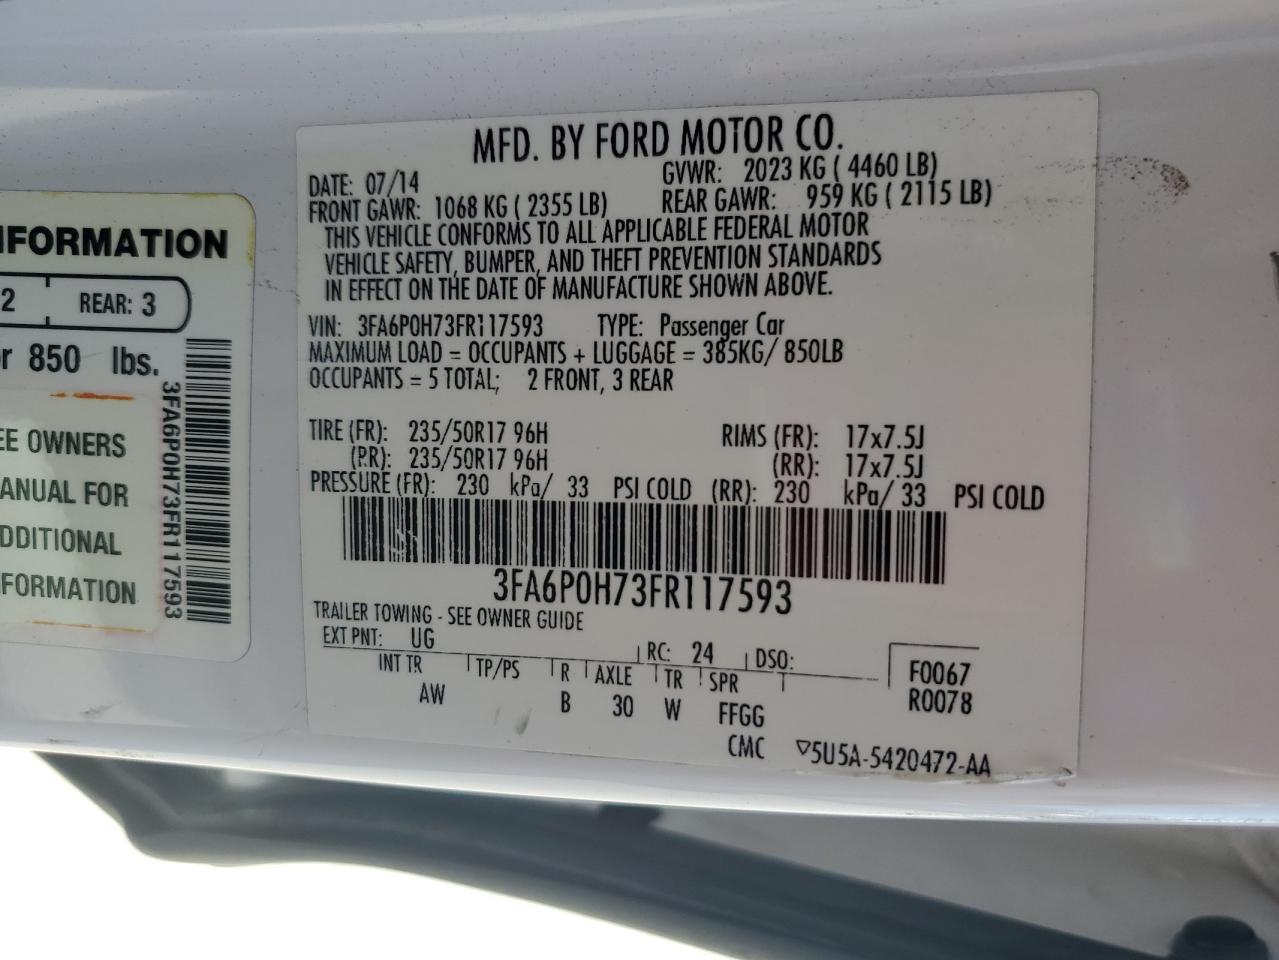 NFORMATION
2 REAR: 3
r 850 lbs.
EE OWNERS
ANUAL FOR
DDITIONAL
FORMATION
3FA6P0H73FR117593
MFD. BY FORD MOTOR CO.
DATE: 07/14 GVWR: 2023 KG ( 4460 LB)
FRONT GAWR: 1068 KG ( 2355 LB) REAR GAWR: 959 KG ( 2115 LB)
THIS VEHICLE CONFORMS TO ALL APPLICABLE FEDERAL MOTOR
VEHICLE SAFETY, BUMPER, AND THEFT PREVENTION STANDARDS
IN EFFECT ON THE DATE OF MANUFACTURE SHOWN ABOVE.
VIN: 3FA6P0H73FR117593 TYPE: Passenger Car
MAXIMUM LOAD = OCCUPANTS + LUGGAGE = 385KG/ 850LB
OCCUPANTS = 5 TOTAL; 2 FRONT, 3 REAR
TIRE (FR): 235/50R17 96H RIMS (FR): 17x7.5J
(RR): 235/50R17 96H (RR): 17x7.5J
PRESSURE (FR): 230 kPa/ 33 PSI COLD (RR): 230 kPa/ 33 PSI COLD
3FA6P0H73FR117593
TRAILER TOWING - SEE OWNER GUIDE
EXT PNT: UG RC: 24 DSO: F0067
INT TR TP/PS R AXLE TR SPR R0078
AW B 30 W FFGG
CMC ▽5U5A-5420472-AA